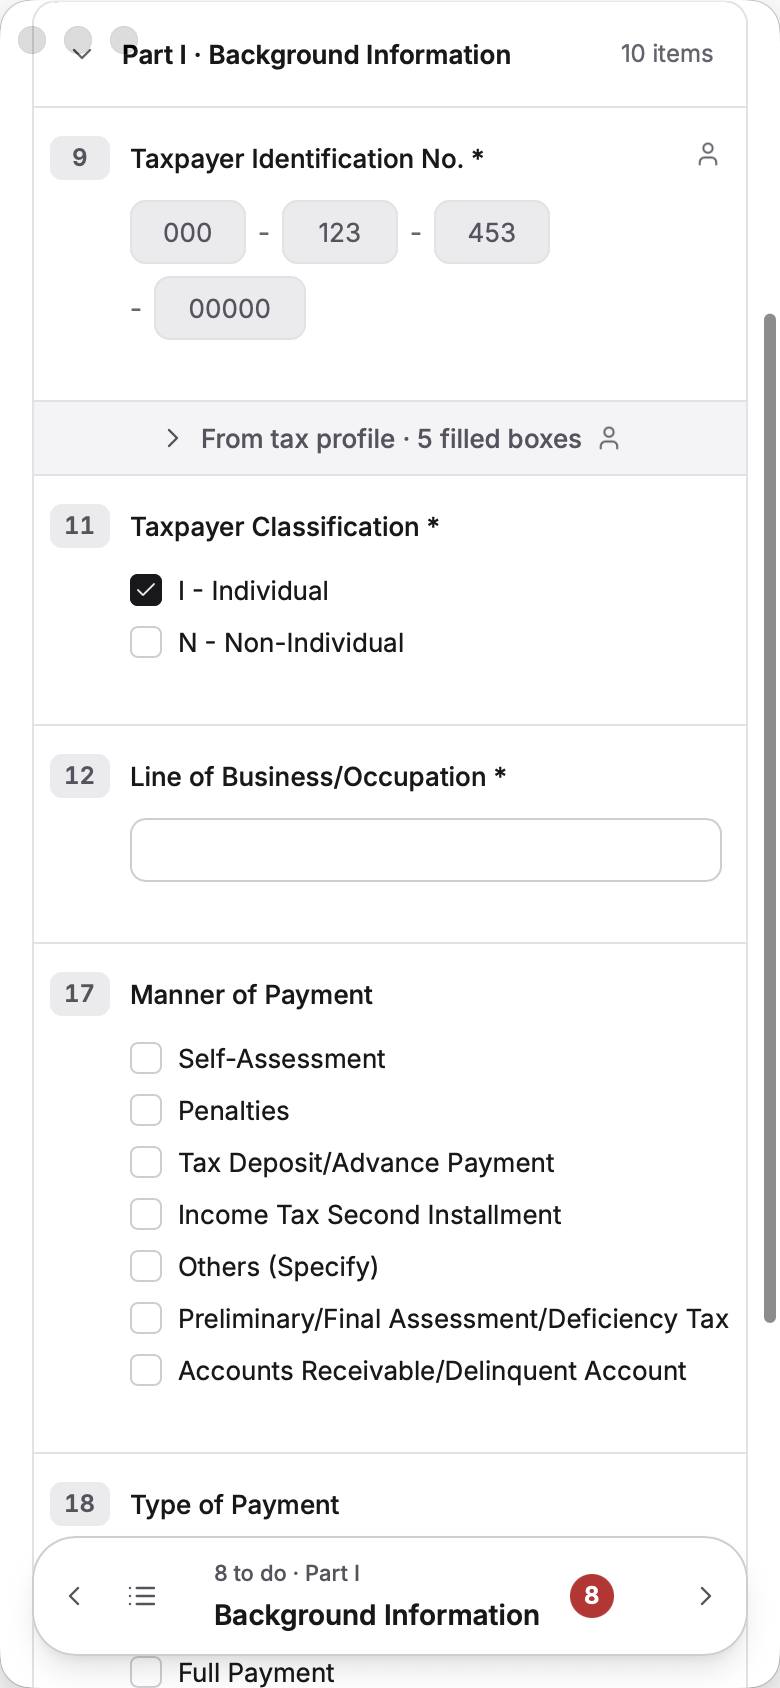 Part I · Background Information 10 items
9 Taxpayer Identification No. *
000 - 123 - 453
- 00000
From tax profile · 5 filled boxes
11 Taxpayer Classification *
I - Individual
N - Non-Individual
12 Line of Business/Occupation *
17 Manner of Payment
Self-Assessment
Penalties
Tax Deposit/Advance Payment
Income Tax Second Installment
Others (Specify)
Preliminary/Final Assessment/Deficiency Tax
Accounts Receivable/Delinquent Account
18 Type of Payment
8 to do · Part I
Background Information 8
Full Payment